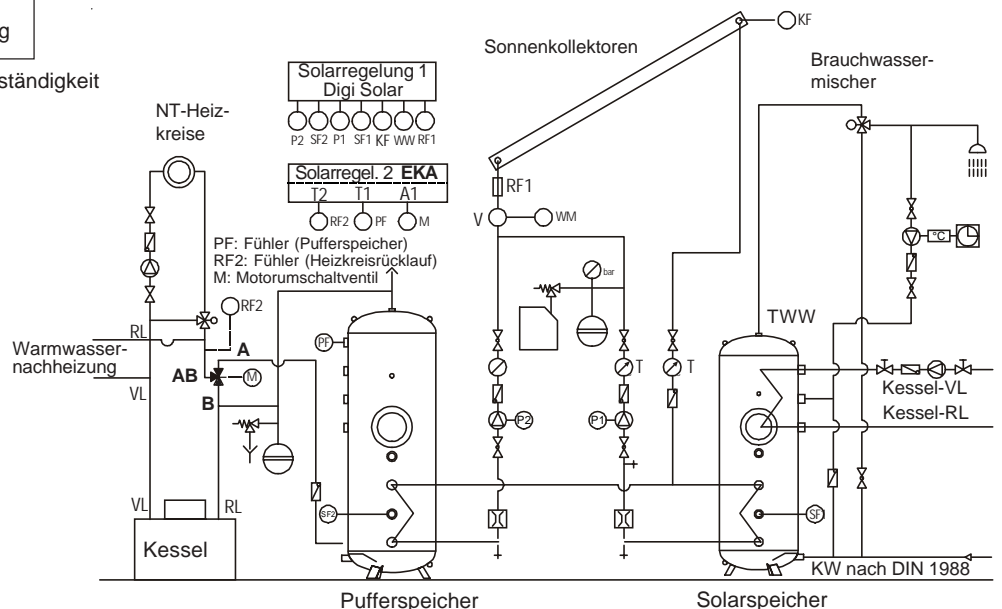 g
ständigkeit
NT-Heiz-
kreise
Solarregelung 1
Digi Solar
P2 SF2 P1 SF1 KF WW RF1
Solarregel. 2 EKA
T2 T1 A1
RF2 PF M
PF: Fühler (Pufferspeicher)
RF2: Fühler (Heizkreisrücklauf)
M: Motorumschaltventil
Sonnenkollektoren
KF
Brauchwasser-
mischer
RF1
V
WM
bar
°C
RF2
RL
A
Warmwasser-
nachheizung
AB
M
VL
B
PF
TWW
T
T
Kessel-VL
Kessel-RL
P2
P1
VL
RL
SF2
SF1
Kessel
KW nach DIN 1988
Pufferspeicher
Solarspeicher